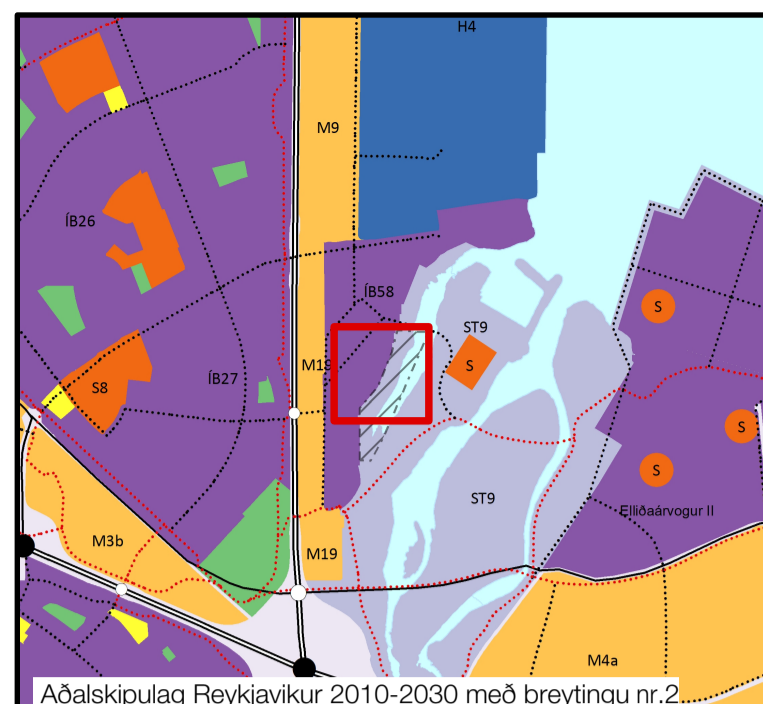 H4
M9
ÍB26
ÍB58
S
ST9
M19
S
S8
ÍB27
S
S
ST9
Elliðaárvogur II
M3b
M19
M4a
Aðalskipulag Reykjavikur 2010-2030 með breytingu nr.2